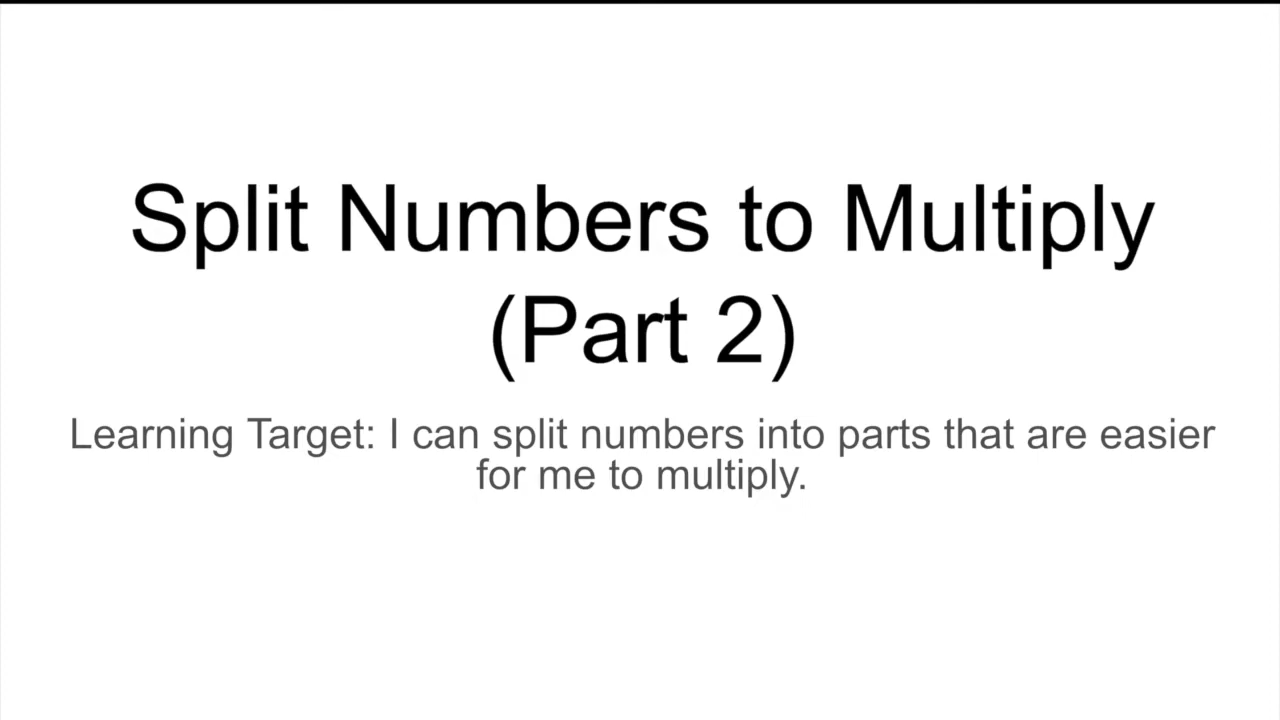 Split Numbers to Multiply
(Part 2)
Learning Target: I can split numbers into parts that are easier
for me to multiply.